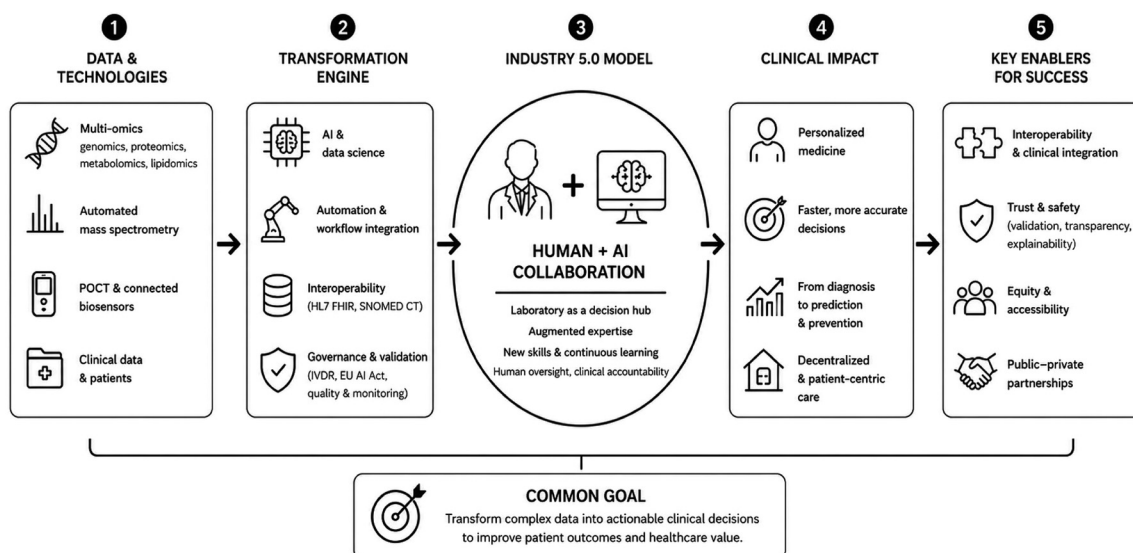 1
DATA &
TECHNOLOGIES
Multi-omics
genomics, proteomics,
metabolomics, lipidomics
Automated
mass spectrometry
POCT & connected
biosensors
Clinical data
& patients
2
TRANSFORMATION
ENGINE
AI &
data science
Automation &
workflow integration
Interoperability
(HL7 FHIR, SNOMED CT)
Governance & validation
(IVDR, EU AI Act,
quality & monitoring)
3
INDUSTRY 5.0 MODEL
HUMAN + AI
COLLABORATION
Laboratory as a decision hub
Augmented expertise
New skills & continuous learning
Human oversight, clinical accountability
4
CLINICAL IMPACT
Personalized
medicine
Faster, more accurate
decisions
From diagnosis
to prediction
& prevention
Decentralized
& patient-centric
care
5
KEY ENABLERS
FOR SUCCESS
Interoperability
& clinical integration
Trust & safety
(validation, transparency,
explainability)
Equity &
accessibility
Public–private
partnerships
COMMON GOAL
Transform complex data into actionable clinical decisions
to improve patient outcomes and healthcare value.